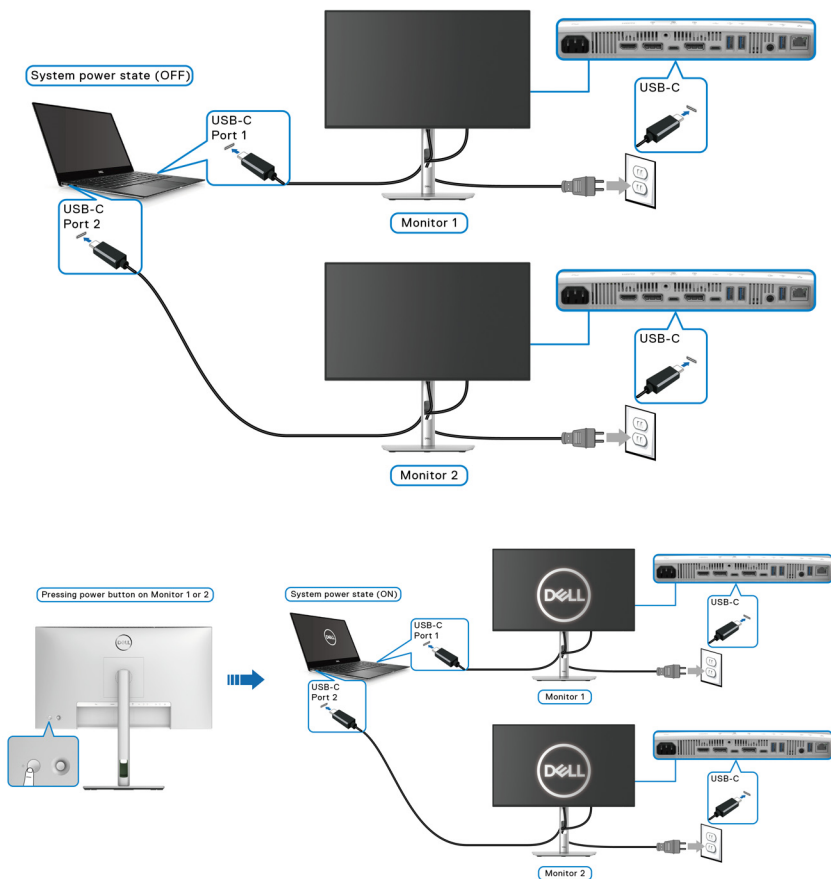 System power state (OFF)
USB-C
Port 1
USB-C
Monitor 1
USB-C
Port 2
USB-C
Monitor 2
Pressing power button on Monitor 1 or 2
DELL
System power state (ON)
DELL
USB-C
Port 1
DELL
USB-C
Monitor 1
USB-C
Port 2
DELL
USB-C
Monitor 2